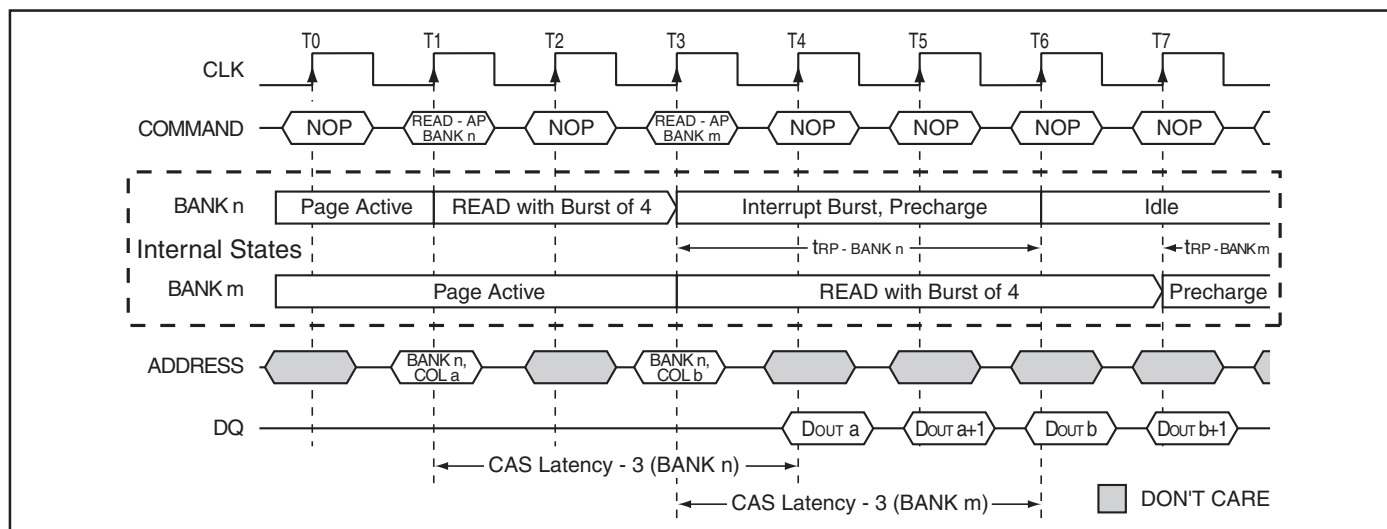 T0 T1 T2 T3 T4 T5 T6 T7
CLK
COMMAND NOP READ - AP BANK n NOP READ - AP BANK m NOP NOP NOP NOP
BANK n Page Active READ with Burst of 4 Interrupt Burst, Precharge Idle
Internal States tRP - BANK n tRP - BANK m
BANK m Page Active READ with Burst of 4 Precharge
ADDRESS BANK n, COL a BANK n, COL b
DQ DOUT a DOUT a+1 DOUT b DOUT b+1
CAS Latency - 3 (BANK n)
CAS Latency - 3 (BANK m)
DON'T CARE